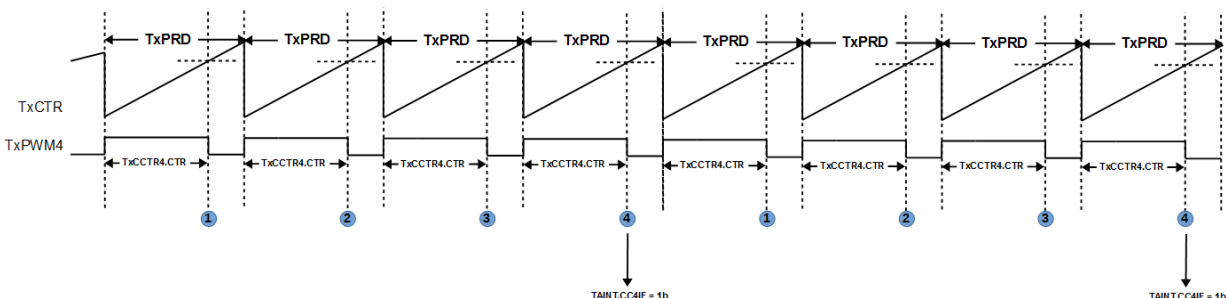 TxPRD TxPRD TxPRD TxPRD TxPRD TxPRD TxPRD TxPRD
TxCTR
TxPWM4
TxCCTR4.CTR TxCCTR4.CTR TxCCTR4.CTR TxCCTR4.CTR TxCCTR4.CTR TxCCTR4.CTR TxCCTR4.CTR TxCCTR4.CTR
1 2 3 4 1 2 3 4
TAINT.CC4IF = 1b TAINT.CC4IF = 1b